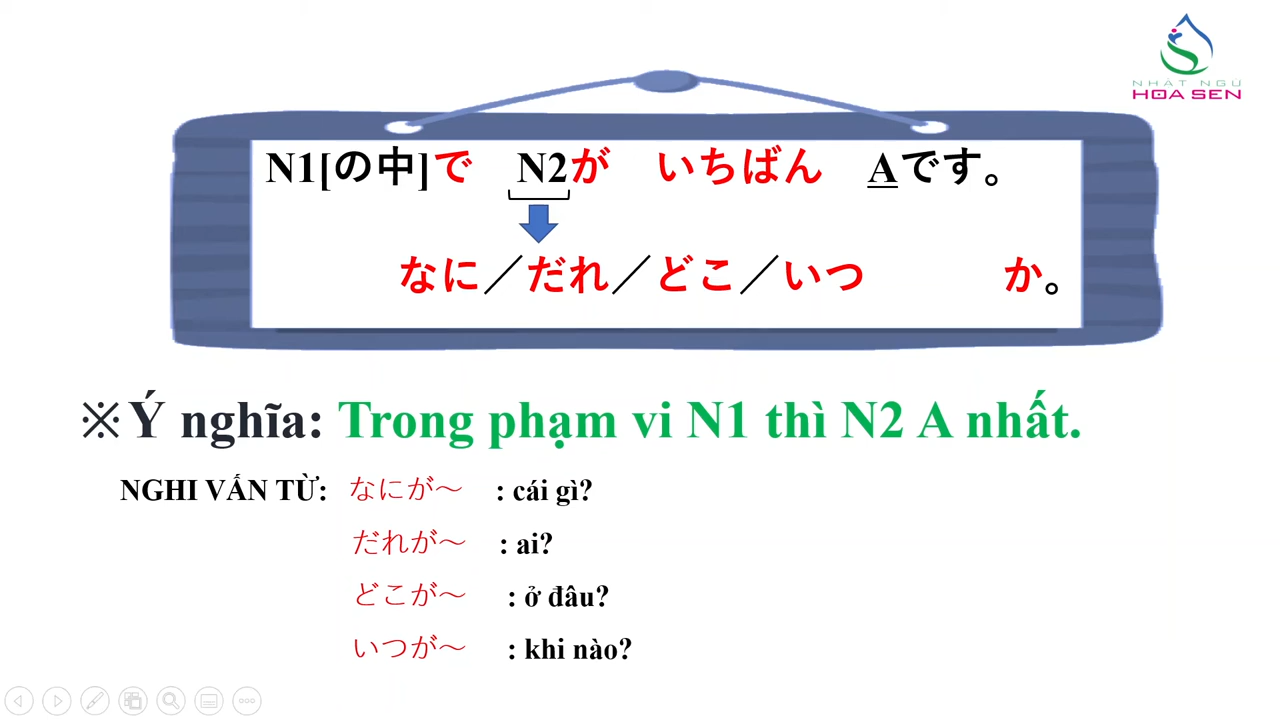 NHẬT NGỮ
HOA SEN
N1[の中]で N2が いちばん Aです。
なに／だれ／どこ／いつ か。
※Ý nghĩa: Trong phạm vi N1 thì N2 A nhất.
NGHI VẤN TỪ: なにが～ : cái gì?
だれが～ : ai?
どこが～ : ở đâu?
いつが～ : khi nào?